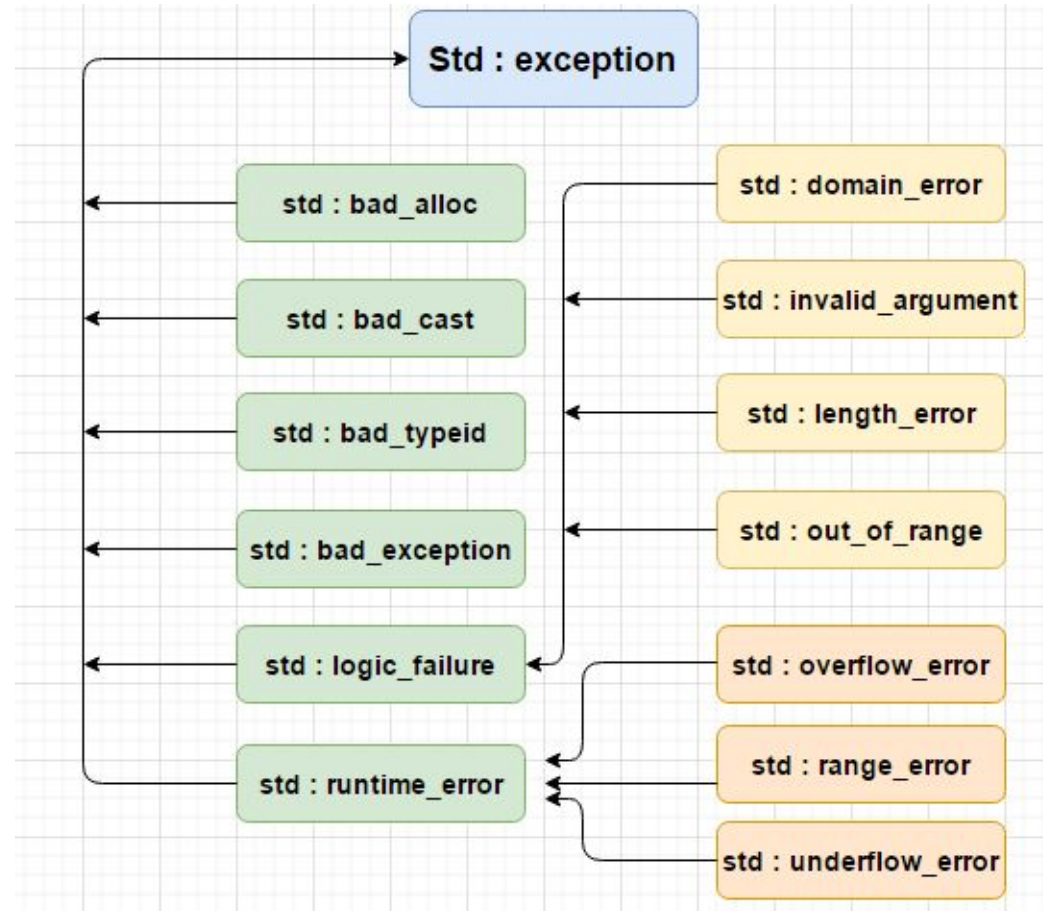 Std : exception
std : bad_alloc
std : bad_cast
std : bad_typeid
std : bad_exception
std : logic_failure
std : runtime_error
std : domain_error
std : invalid_argument
std : length_error
std : out_of_range
std : overflow_error
std : range_error
std : underflow_error